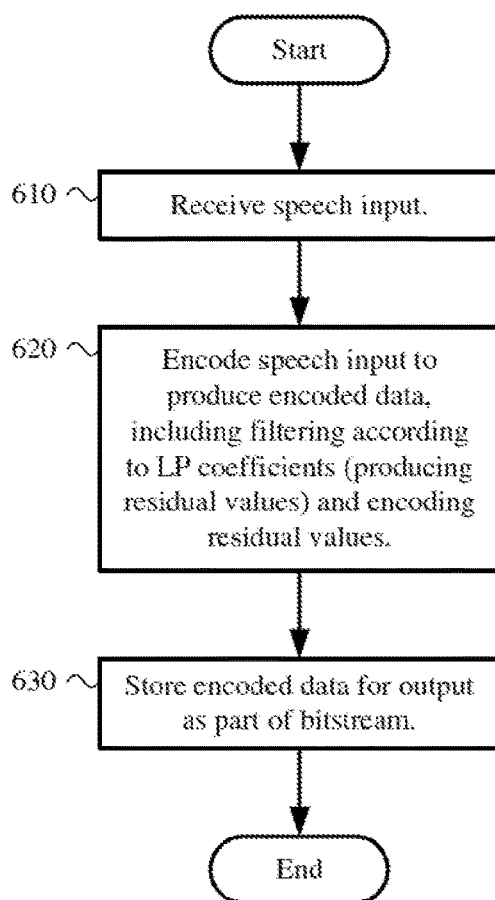 Start
610
Receive speech input.
620
Encode speech input to
produce encoded data,
including filtering according
to LP coefficients (producing
residual values) and encoding
residual values.
630
Store encoded data for output
as part of bitstream.
End